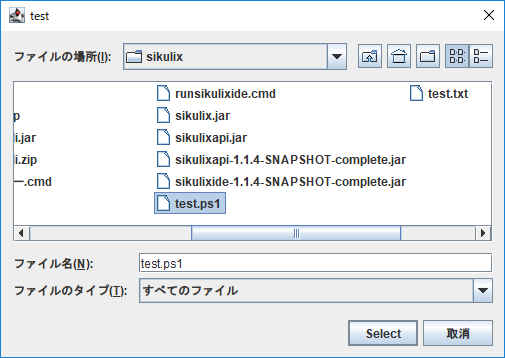 test
ファイルの場所(I):
sikulix
runsikulixide.cmd
test.txt
p
sikulix.jar
li.jar
sikulixapi.jar
li.zip
sikulixapi-1.1.4-SNAPSHOT-complete.jar
ー.cmd
sikulixide-1.1.4-SNAPSHOT-complete.jar
test.ps1
ファイル名(N):
test.ps1
ファイルのタイプ(T):
すべてのファイル
Select
取消